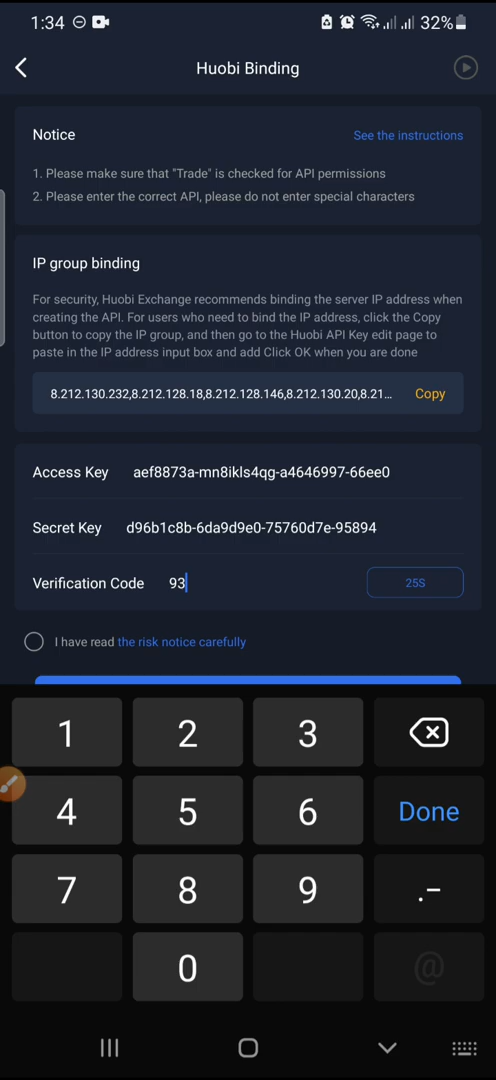 1:34 32%
Huobi Binding
Notice See the instructions
1. Please make sure that "Trade" is checked for API permissions
2. Please enter the correct API, please do not enter special characters
IP group binding
For security, Huobi Exchange recommends binding the server IP address when
creating the API. For users who need to bind the IP address, click the Copy
button to copy the IP group, and then go to the Huobi API Key edit page to
paste in the IP address input box and add Click OK when you are done
8.212.130.232,8.212.128.18,8.212.128.146,8.212.130.20,8.21... Copy
Access Key aef8873a-mn8ikls4qg-a4646997-66ee0
Secret Key d96b1c8b-6da9d9e0-75760d7e-95894
Verification Code 93 25S
I have read the risk notice carefully
1 2 3
4 5 6 Done
7 8 9 .-
0 @